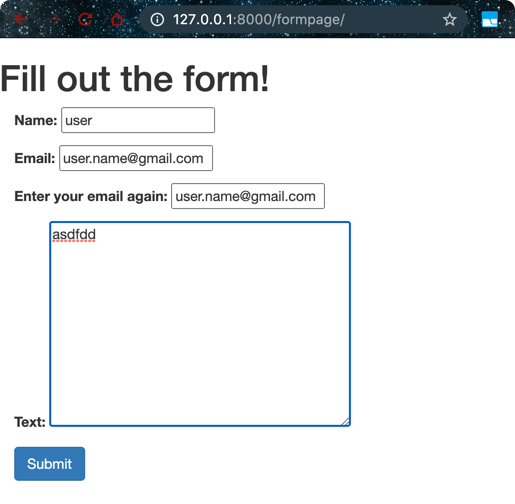 127.0.0.1:8000/formpage/
Fill out the form!
Name: user
Email: user.name@gmail.com
Enter your email again: user.name@gmail.com
asdfdd
Text:
Submit